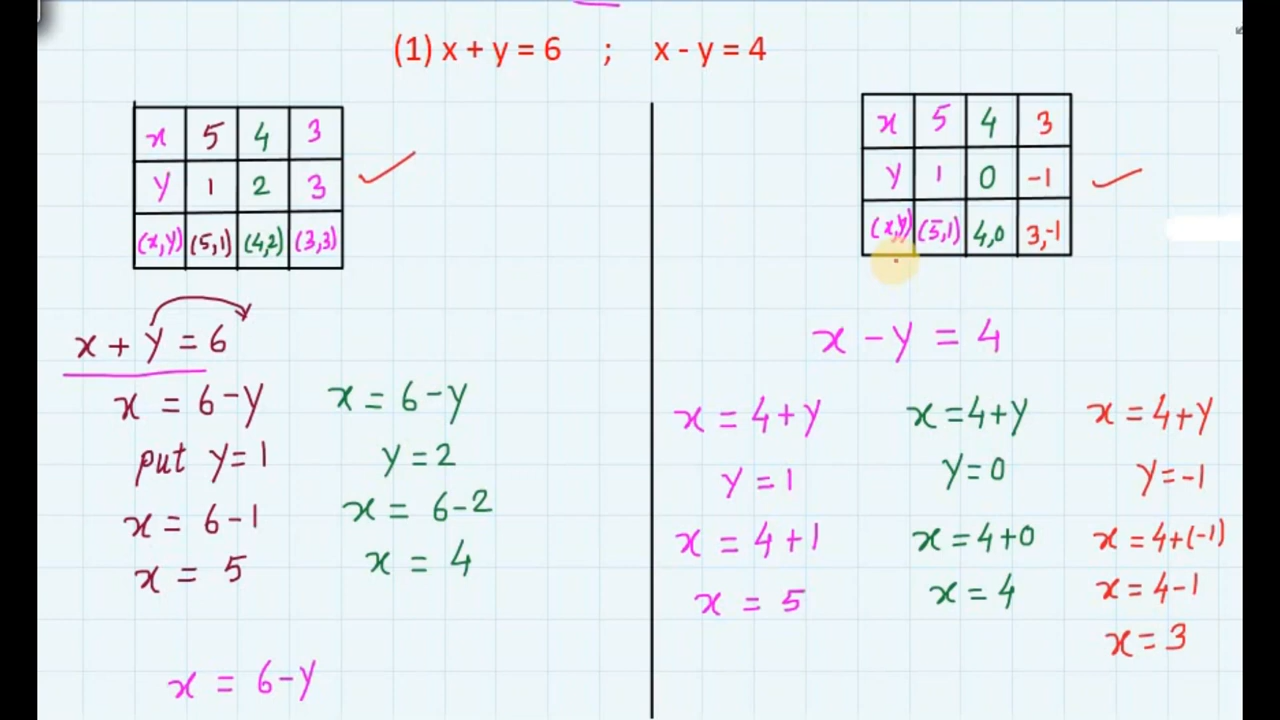 (1) x + y = 6 ; x - y = 4
x 5 4 3
y 1 2 3
(x,y) (5,1) (4,2) (3,3)
x + y = 6
x = 6-y
put y=1
x = 6-1
x = 5
x = 6-y
y = 2
x = 6-2
x = 4
x = 6-y
x 5 4 3
y 1 0 -1
(x,y) (5,1) 4,0 3,-1
x - y = 4
x = 4+y
y = 1
x = 4+1
x = 5
x =4+y
y=0
x =4+0
x = 4
x =4+y
y=-1
x =4+(-1)
x =4-1
x = 3